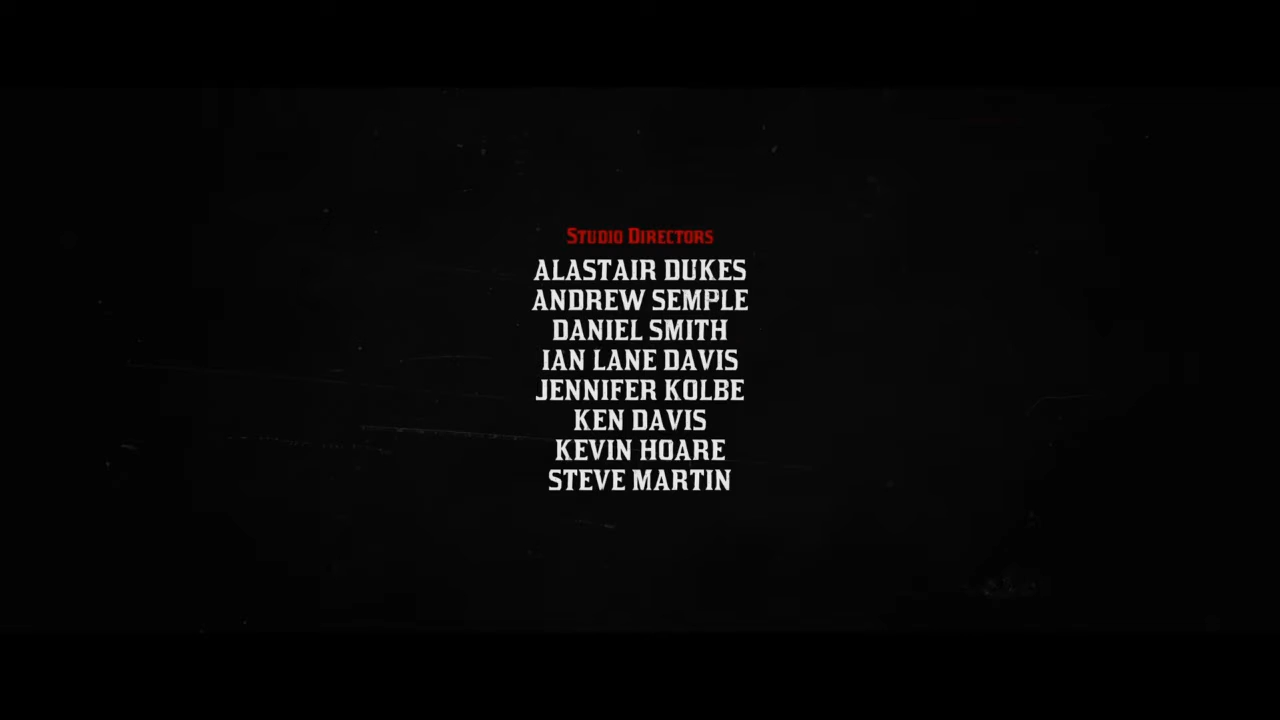 Studio Directors
ALASTAIR DUKES
ANDREW SEMPLE
DANIEL SMITH
IAN LANE DAVIS
JENNIFER KOLBE
KEN DAVIS
KEVIN HOARE
STEVE MARTIN